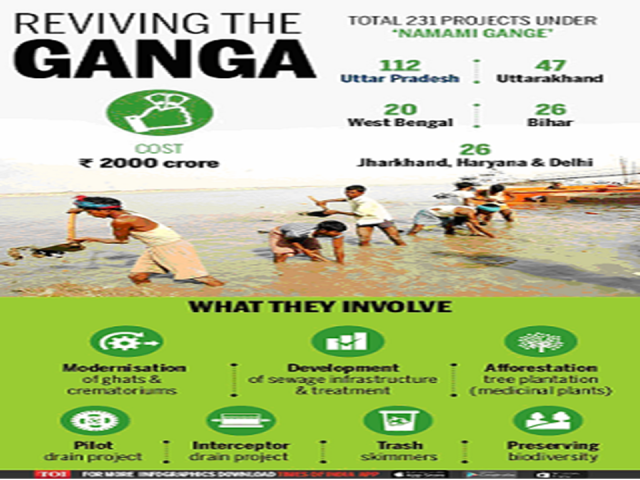 REVIVING THE
GANGA
COST
₹ 2000 crore
TOTAL 231 PROJECTS UNDER
'NAMAMI GANGE'
112
Uttar Pradesh
47
Uttarakhand
20
West Bengal
26
Bihar
26
Jharkhand, Haryana & Delhi
WHAT THEY INVOLVE
Modernisation
of ghats &
crematoriums
Development
of sewage infrastructure
& treatment
Afforestation
tree plantation
(medicinal plants)
Pilot
drain project
Interceptor
drain project
Trash
skimmers
Preserving
biodiversity
TOI FOR MORE INFOGRAPHICS DOWNLOAD TIMES OF INDIA APP